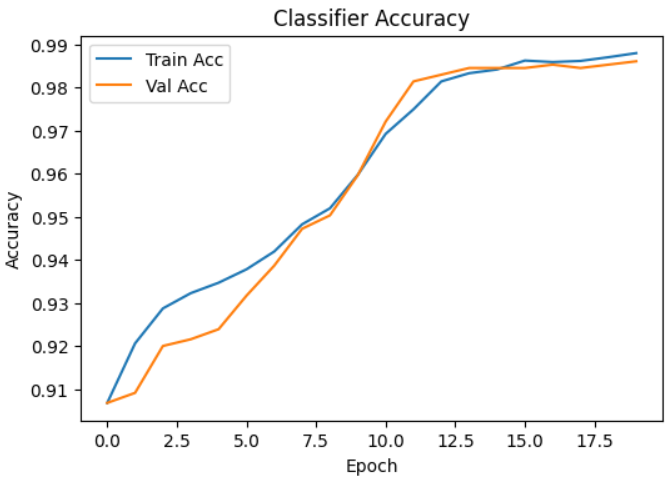 Classifier Accuracy
Train Acc
Val Acc
0.99
0.98
0.97
0.96
0.95
0.94
0.93
0.92
0.91
Accuracy
0.0 2.5 5.0 7.5 10.0 12.5 15.0 17.5
Epoch